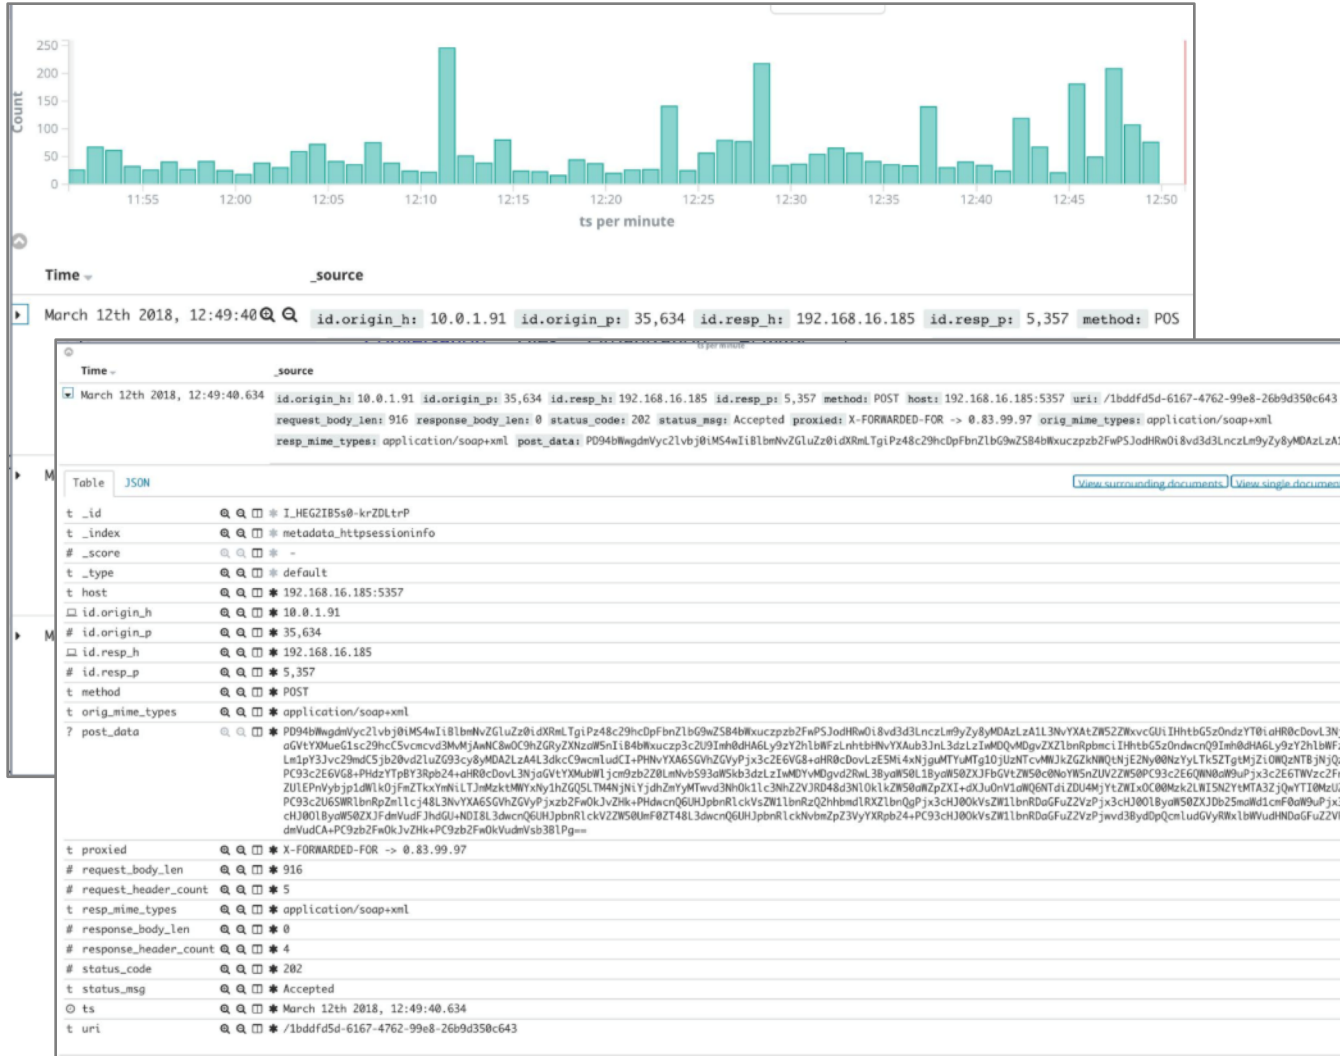 250
200
150
100
50
0
Count
11:55 12:00 12:05 12:10 12:15 12:20 12:25 12:30 12:35 12:40 12:45 12:50
ts per minute
Time _source
March 12th 2018, 12:49:40 id.origin_h: 10.0.1.91 id.origin_p: 35,634 id.resp_h: 192.168.16.185 id.resp_p: 5,357 method: POS
ts per minute
Time _source
March 12th 2018, 12:49:40.634 id.origin_h: 10.0.1.91 id.origin_p: 35,634 id.resp_h: 192.168.16.185 id.resp_p: 5,357 method: POST host: 192.168.16.185:5357 uri: /1bddfd5d-6167-4762-99e8-26b9d350c643
request_body_len: 916 response_body_len: 0 status_code: 202 status_msg: Accepted proxied: X-FORWARDED-FOR -> 0.83.99.97 orig_mime_types: application/soap+xml
resp_mime_types: application/soap+xml post_data:
M
M
Table JSON View surrounding documents View single document
t _id I_HEG2IB5s0-krZDLtrP
t _index metadata_httpsessioninfo
# _score -
t _type default
t host 192.168.16.185:5357
id.origin_h 10.0.1.91
# id.origin_p 35,634
id.resp_h 192.168.16.185
# id.resp_p 5,357
t method POST
t orig_mime_types application/soap+xml
? post_data
t proxied X-FORWARDED-FOR -> 0.83.99.97
# request_body_len 916
# request_header_count 5
t resp_mime_types application/soap+xml
# response_body_len 0
# response_header_count 4
# status_code 202
t status_msg Accepted
ts March 12th 2018, 12:49:40.634
t uri /1bddfd5d-6167-4762-99e8-26b9d350c643